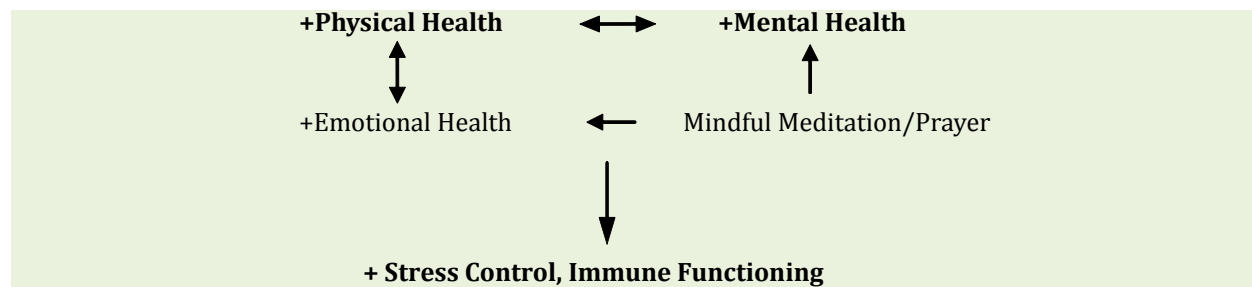 +Physical Health +Mental Health
+Emotional Health Mindful Meditation/Prayer
+ Stress Control, Immune Functioning